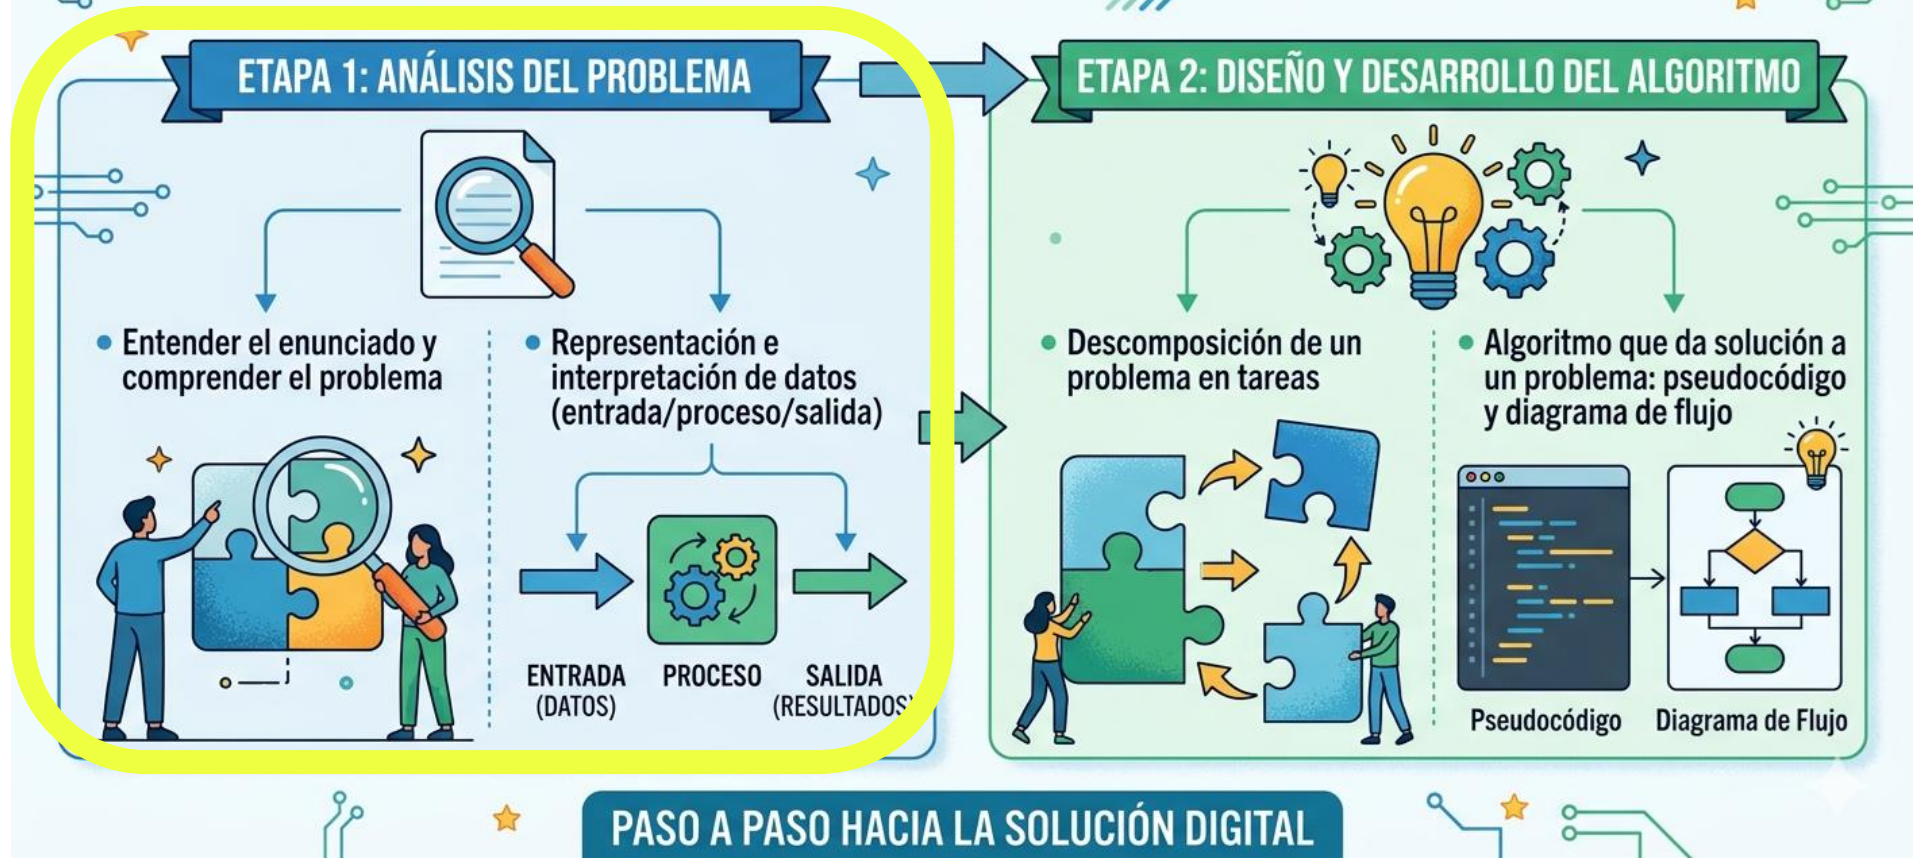 ETAPA 1: ANÁLISIS DEL PROBLEMA
• Entender el enunciado y
comprender el problema
• Representación e
interpretación de datos
(entrada/proceso/salida)
ENTRADA
(DATOS)
PROCESO
SALIDA
(RESULTADOS)
ETAPA 2: DISEÑO Y DESARROLLO DEL ALGORITMO
• Descomposición de un
problema en tareas
• Algoritmo que da solución a
un problema: pseudocódigo
y diagrama de flujo
Pseudocódigo
Diagrama de Flujo
PASO A PASO HACIA LA SOLUCIÓN DIGITAL